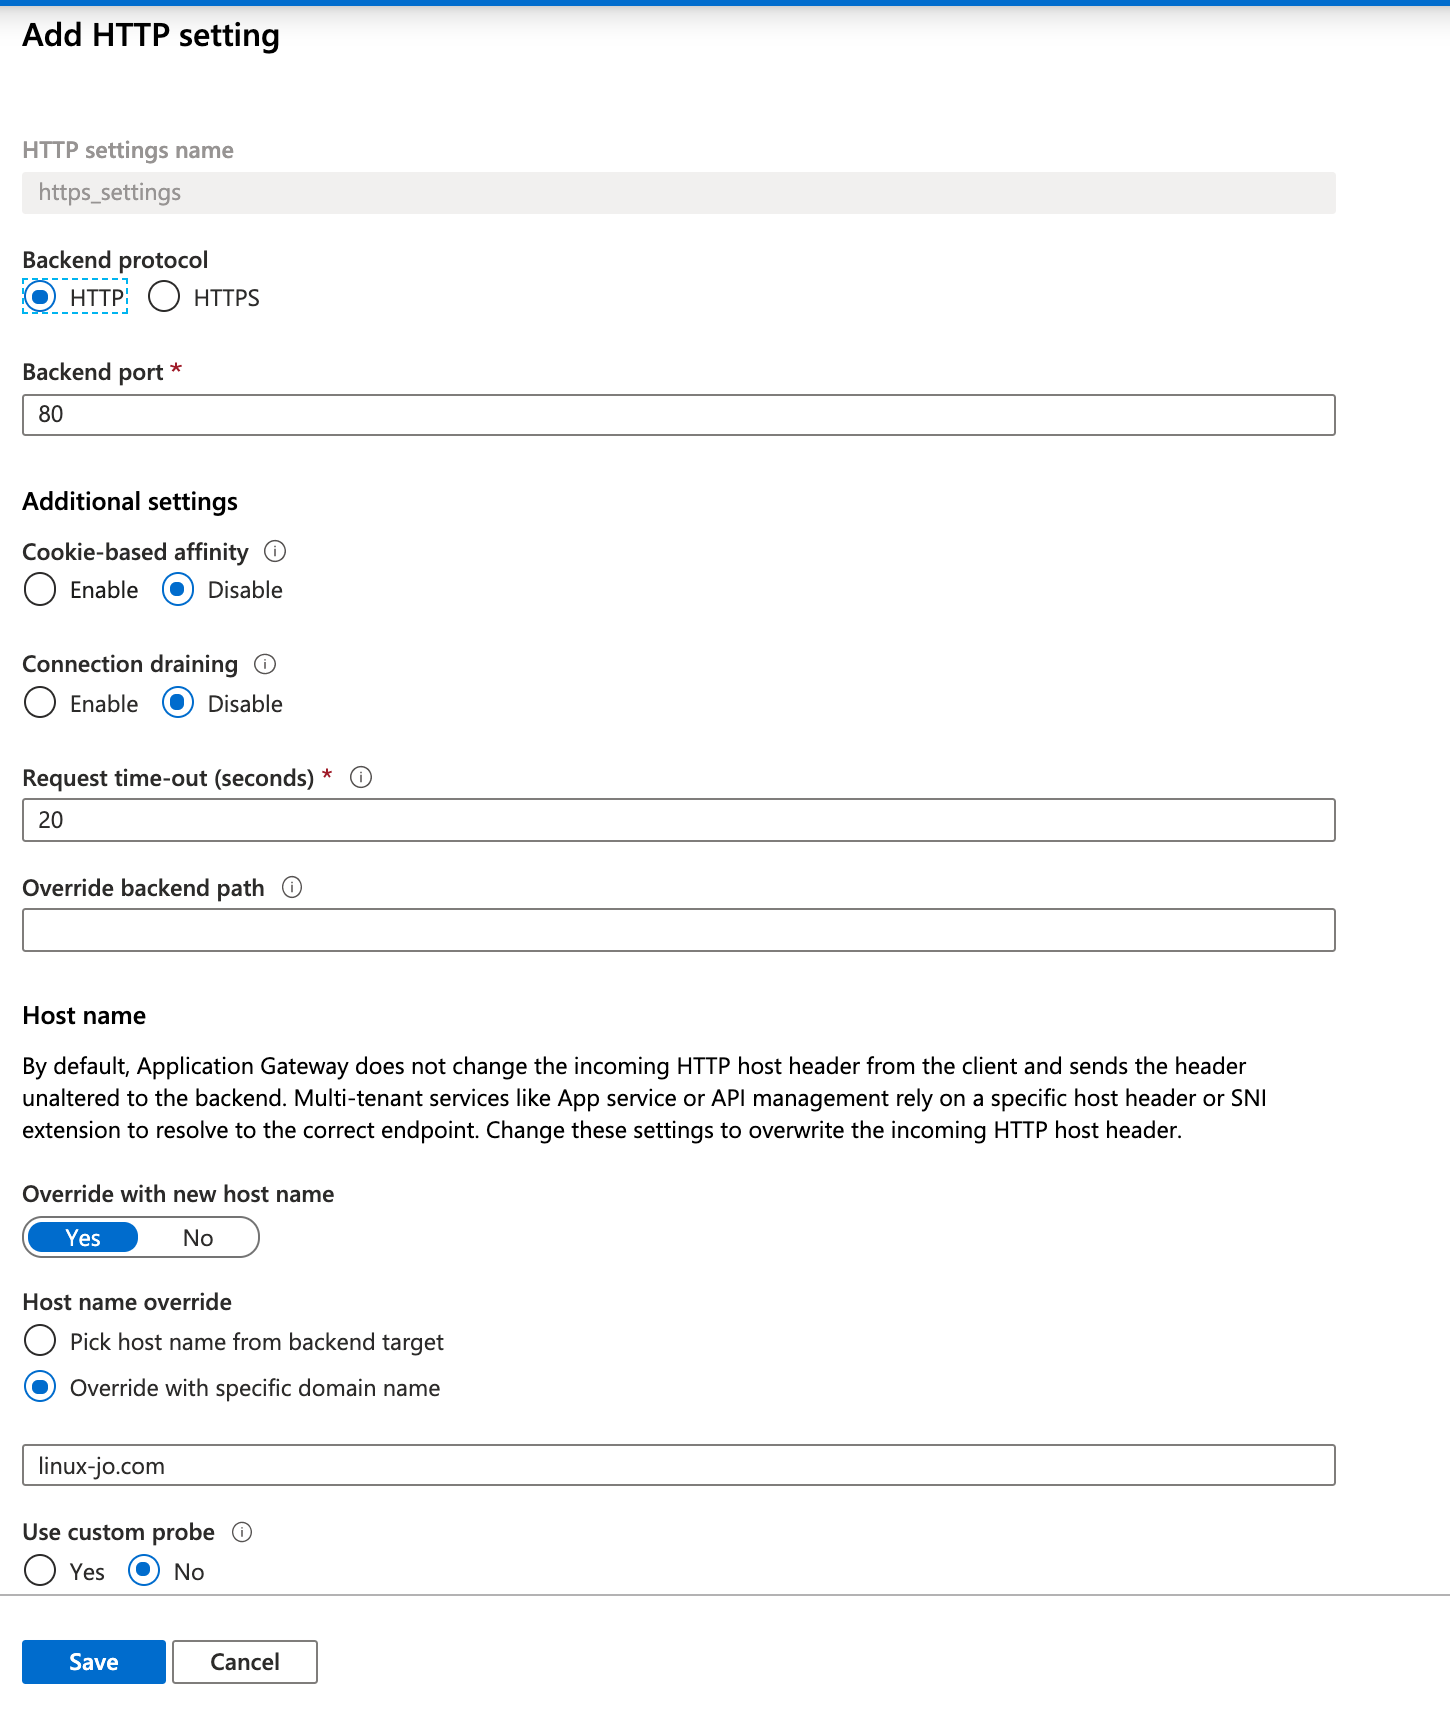 Add HTTP setting
HTTP settings name
https_settings
Backend protocol
HTTP HTTPS
Backend port *
80
Additional settings
Cookie-based affinity
Enable Disable
Connection draining
Enable Disable
Request time-out (seconds) *
20
Override backend path
Host name
By default, Application Gateway does not change the incoming HTTP host header from the client and sends the header
unaltered to the backend. Multi-tenant services like App service or API management rely on a specific host header or SNI
extension to resolve to the correct endpoint. Change these settings to overwrite the incoming HTTP host header.
Override with new host name
Yes No
Host name override
Pick host name from backend target
Override with specific domain name
linux-jo.com
Use custom probe
Yes No
Save Cancel